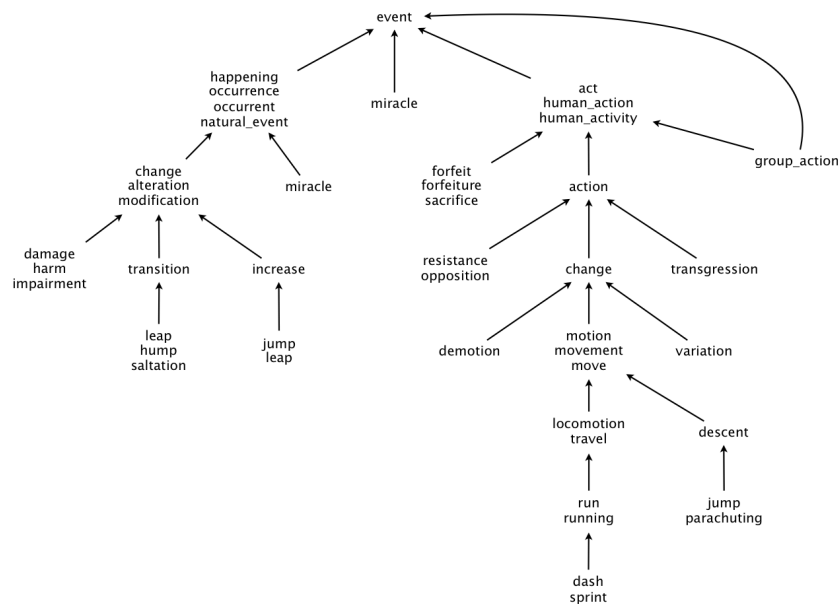 event
happening
occurrence
occurrent
natural_event
miracle
act
human_action
human_activity
group_action
change
alteration
modification
miracle
forfeit
forfeiture
sacrifice
action
damage
harm
impairment
transition
increase
resistance
opposition
change
transgression
leap
hump
saltation
jump
leap
demotion
motion
movement
move
variation
locomotion
travel
descent
run
running
jump
parachuting
dash
sprint